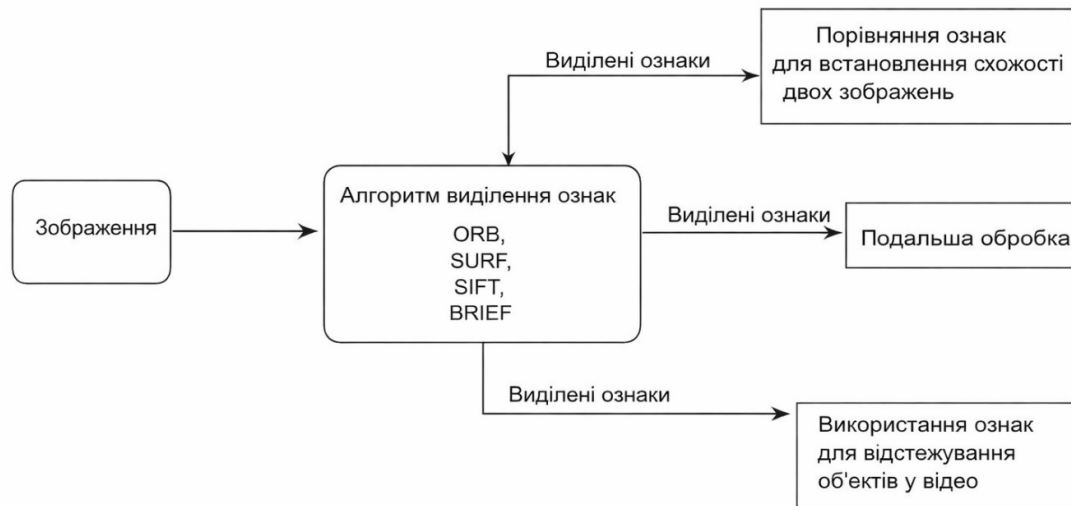 Виділені ознаки
Порівняння ознак
для встановлення схожості
двох зображень
Зображення
Алгоритм виділення ознак
ORB,
SURF,
SIFT,
BRIEF
Виділені ознаки
Подальша обробка
Виділені ознаки
Використання ознак
для відстежування
об'ектів у відео